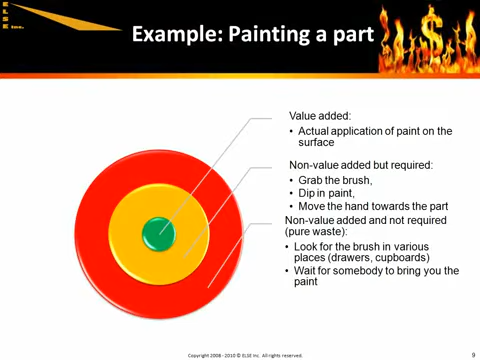 ELSE Inc.
Example: Painting a part
$
Value added:
• Actual application of paint on the
surface
Non-value added but required:
• Grab the brush,
• Dip in paint,
• Move the hand towards the part
Non-value added and not required
(pure waste):
• Look for the brush in various
places (drawers, cupboards)
• Wait for somebody to bring you the
paint
Copyright 2008 - 2010 © ELSE Inc. All rights reserved.
9